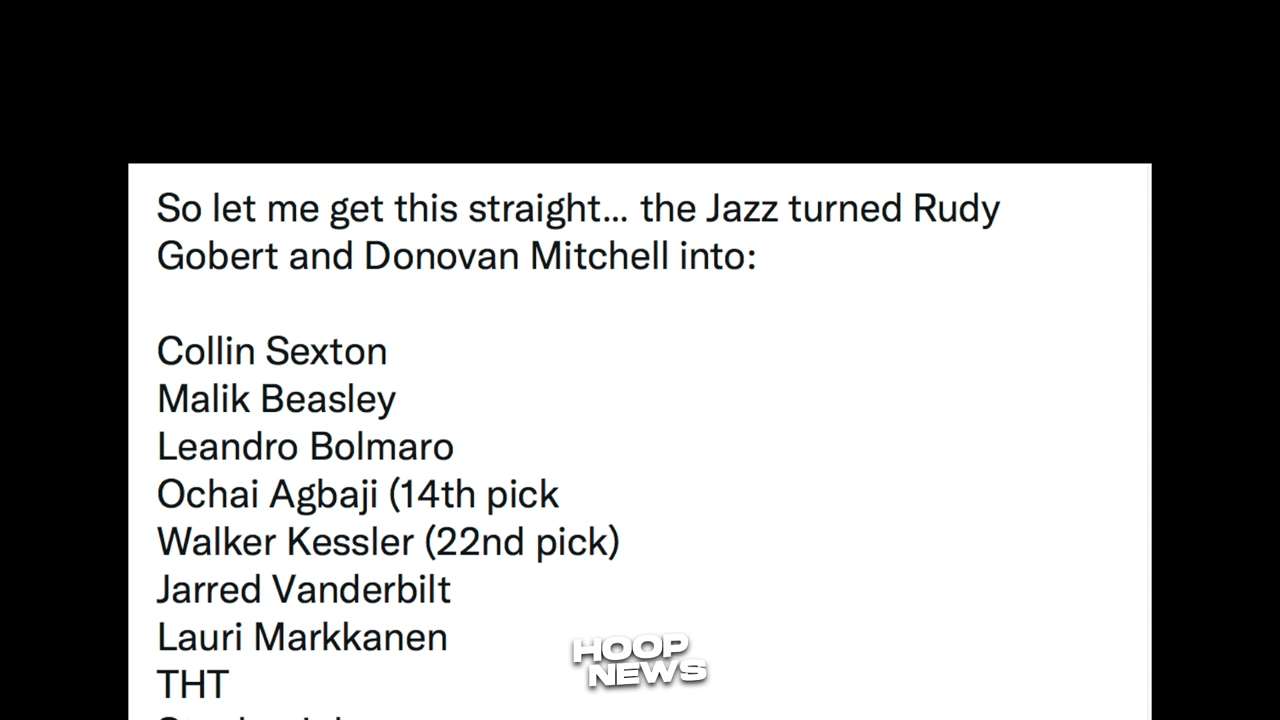 So let me get this straight... the Jazz turned Rudy
Gobert and Donovan Mitchell into:
Collin Sexton
Malik Beasley
Leandro Bolmaro
Ochai Agbaji (14th pick
Walker Kessler (22nd pick)
Jarred Vanderbilt
Lauri Markkanen
THT
HOOP
NEWS